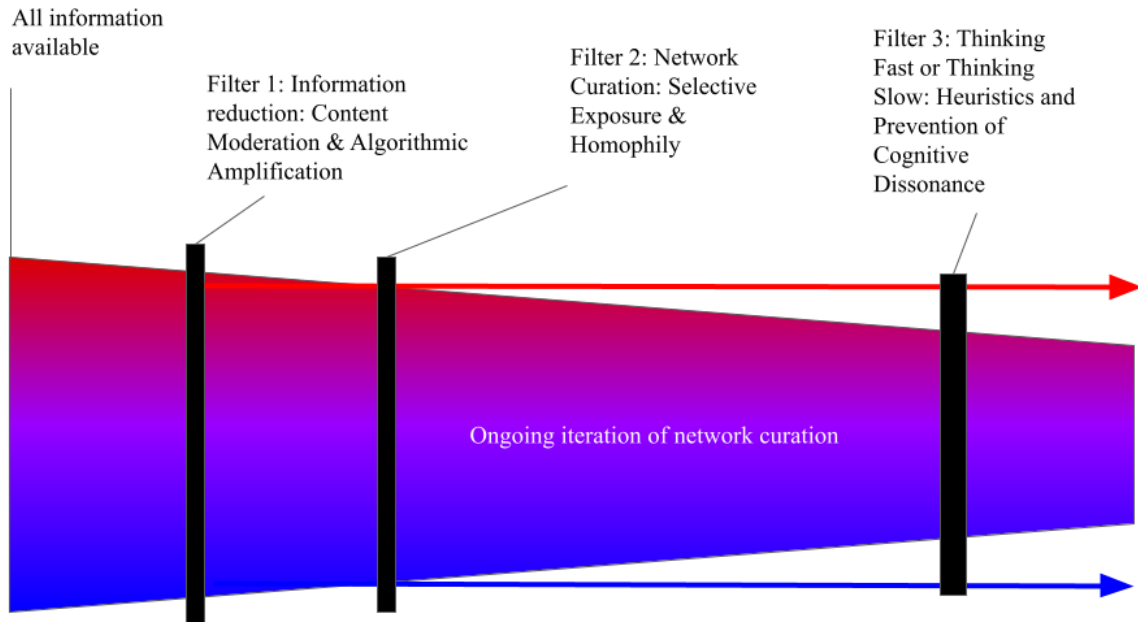 All information
available
Filter 1: Information
reduction: Content
Moderation & Algorithmic
Amplification
Filter 2: Network
Curation: Selective
Exposure &
Homophily
Filter 3: Thinking
Fast or Thinking
Slow: Heuristics and
Prevention of
Cognitive
Dissonance
Ongoing iteration of network curation